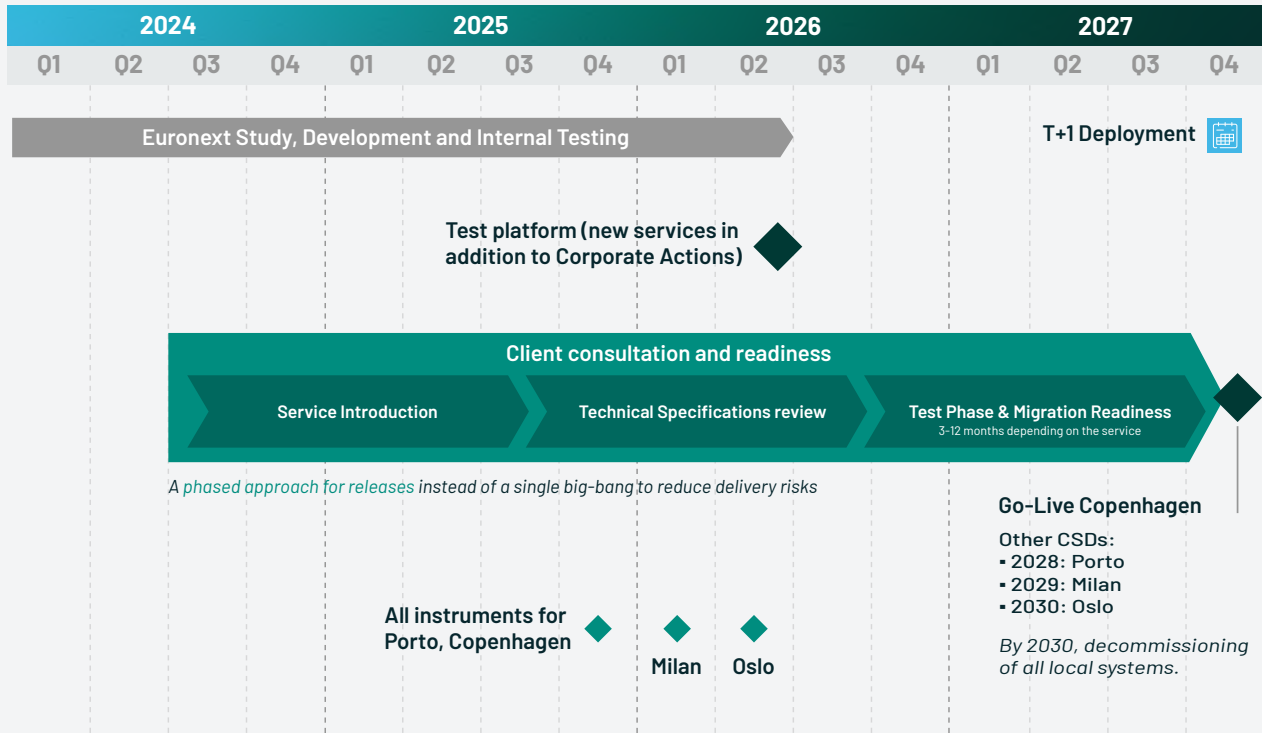 2024 2025 2026 2027
Q1 Q2 Q3 Q4 Q1 Q2 Q3 Q4 Q1 Q2 Q3 Q4 Q1 Q2 Q3 Q4
Euronext Study, Development and Internal Testing
T+1 Deployment
Test platform (new services in
addition to Corporate Actions)
Client consultation and readiness
Service Introduction
Technical Specifications review
Test Phase & Migration Readiness
3-12 months depending on the service
A phased approach for releases instead of a single big-bang to reduce delivery risks
Go-Live Copenhagen
Other CSDs:
▪ 2028: Porto
▪ 2029: Milan
▪ 2030: Oslo
By 2030, decommissioning
of all local systems.
All instruments for
Porto, Copenhagen
Milan
Oslo